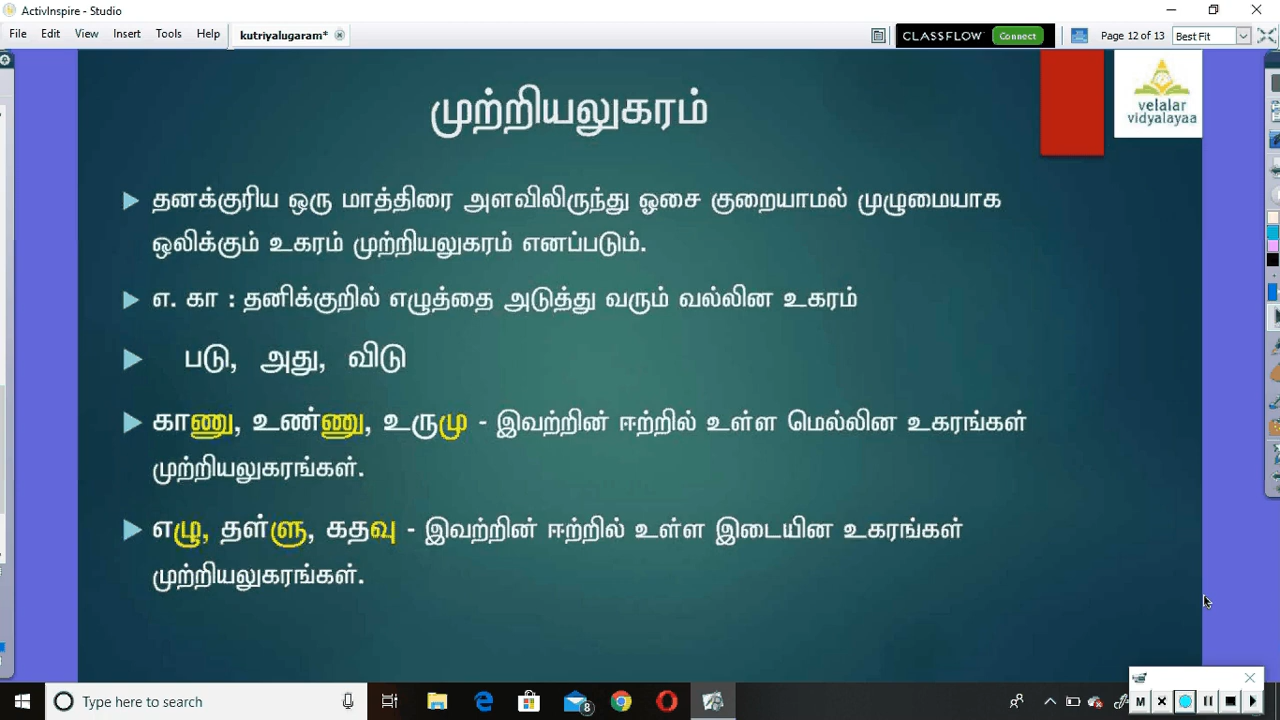 ActivInspire - Studio
File Edit View Insert Tools Help kutriyalugaram* CLASSFLOW Connect Page 12 of 13 Best Fit
முற்றியலுகரம்
velalar
vidyalayaa
தனக்குரிய ஒரு மாத்திரை அளவிலிருந்து ஓசை குறையாமல் முழுமையாக
ஒலிக்கும் உகரம் முற்றியலுகரம் எனப்படும்.
எ. கா : தனிக்குறில் எழுத்தை அடுத்து வரும் வல்லின உகரம்
படு, அது, விடு
காணு, உண்ணு, உருமு - இவற்றின் ஈற்றில் உள்ள மெல்லின உகரங்கள்
முற்றியலுகரங்கள்.
எழு, தள்ளு, கதவு - இவற்றின் ஈற்றில் உள்ள இடையின உகரங்கள்
முற்றியலுகரங்கள்.
Type here to search 8 M